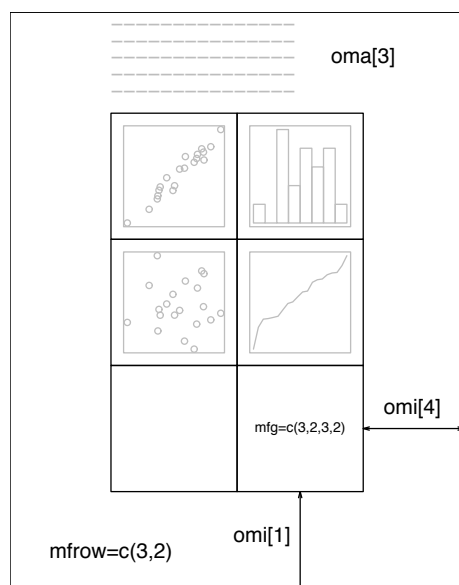 oma[3]
mfg=c(3,2,3,2)
omi[4]
omi[1]
mfrow=c(3,2)